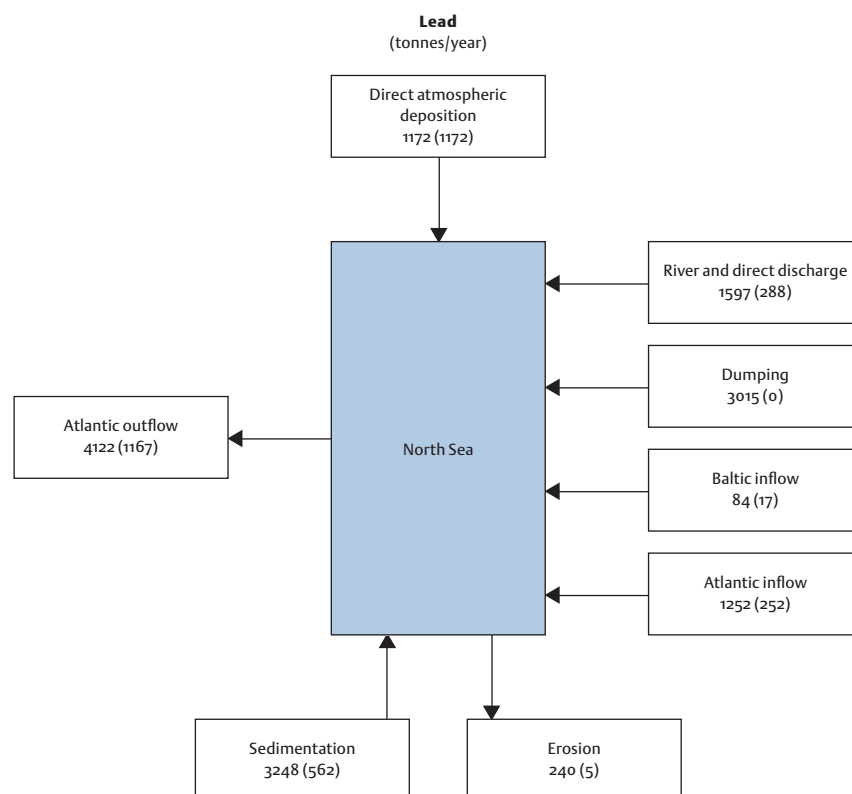 Lead
(tonnes/year)
Direct atmospheric
deposition
1172 (1172)
River and direct discharge
1597 (288)
Dumping
3015 (0)
Atlantic outflow
4122 (1167)
North Sea
Baltic inflow
84 (17)
Atlantic inflow
1252 (252)
Sedimentation
3248 (562)
Erosion
240 (5)